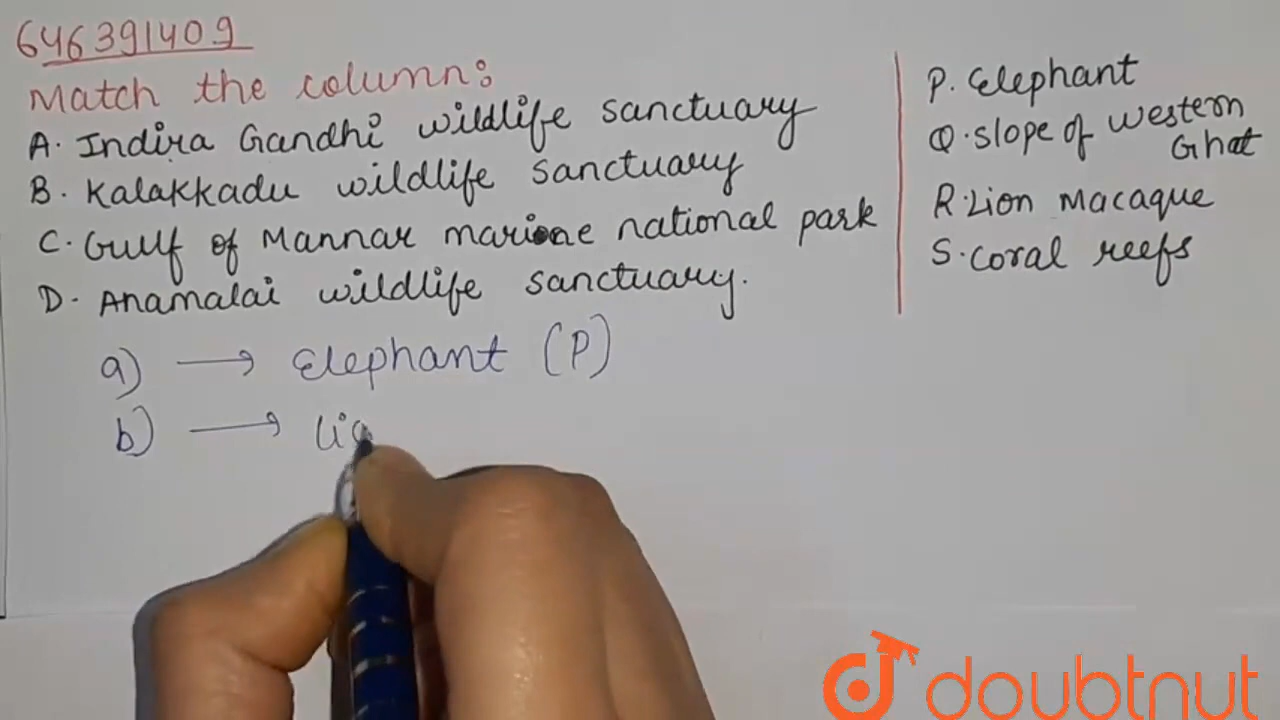 646391409
Match the column:
A. Indira Gandhi wildlife sanctuary
B. Kalakkadu wildlife sanctuary
C. Gulf of Mannar marine national park
D. Anamalai wildlife sanctuary.
P. Elephant
Q. Slope of western
Ghat
R. Lion Macaque
S. Coral reefs
a) → Elephant (P)
b) → Lio
doubtnut